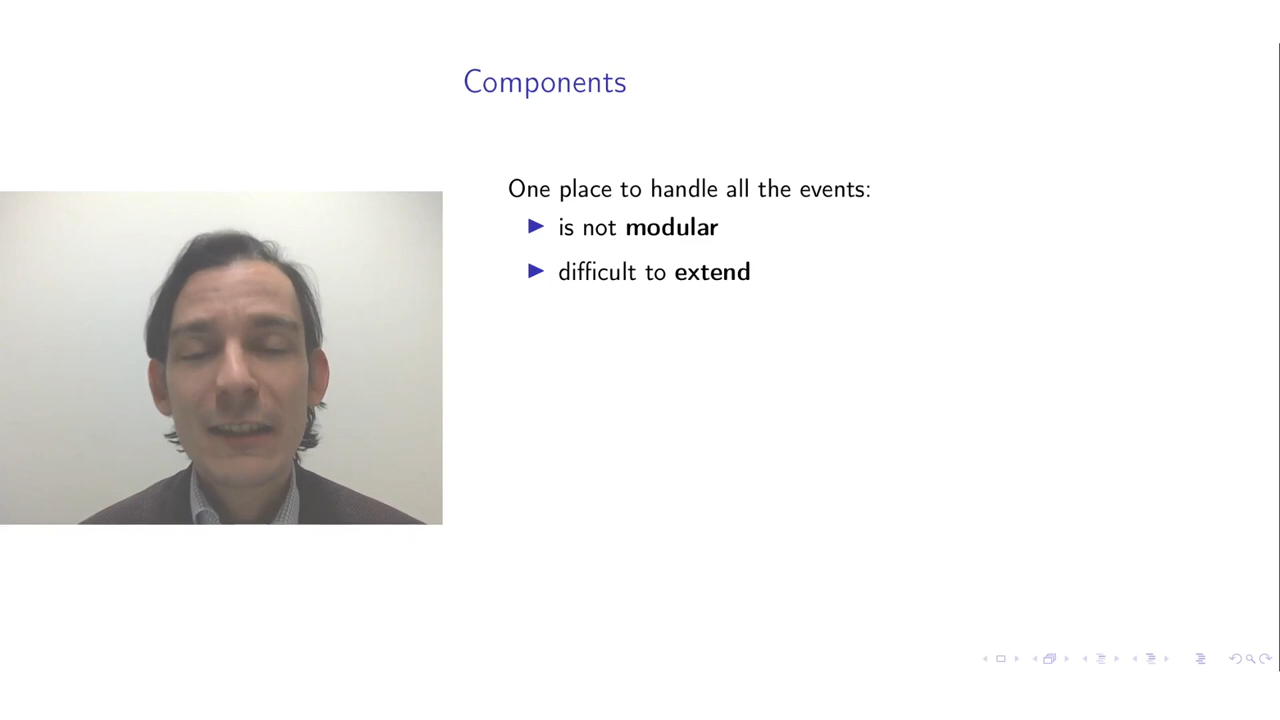 Components
One place to handle all the events:
is not modular
difficult to extend